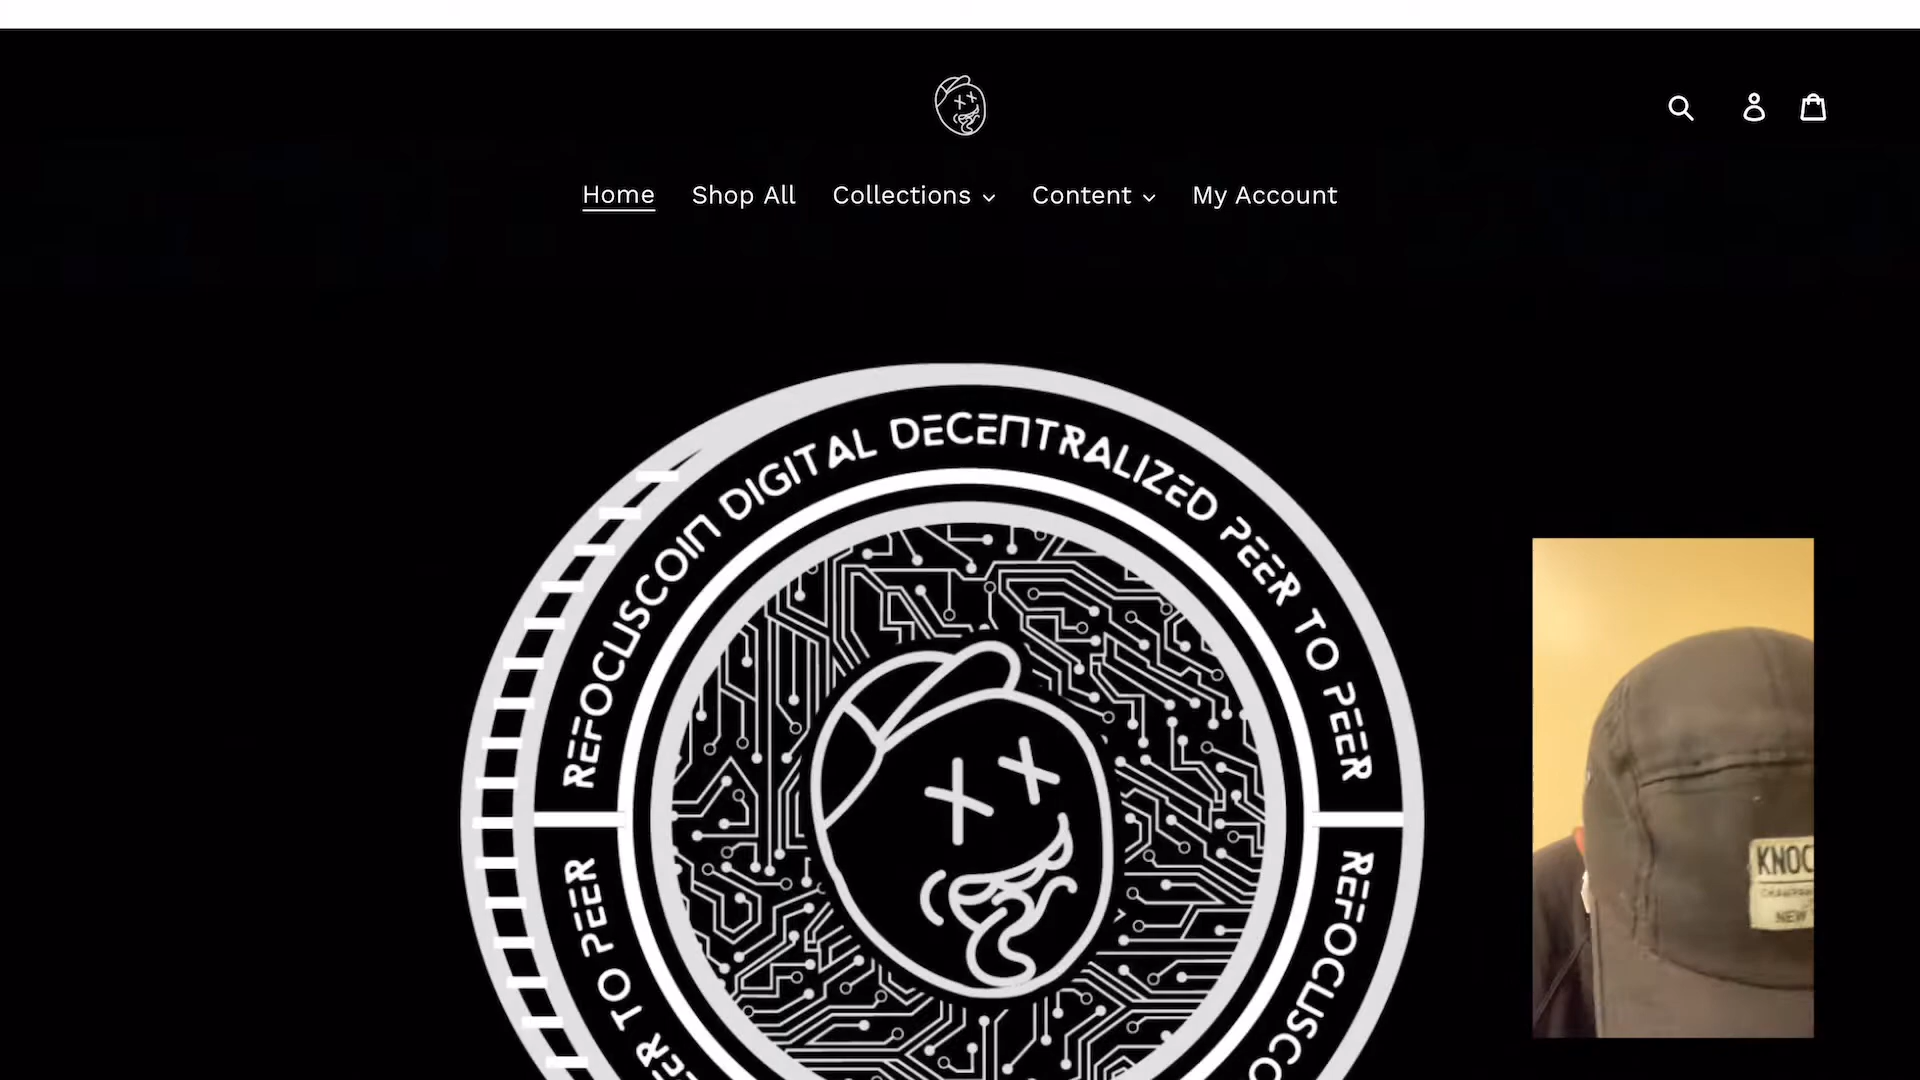 Home
Shop All
Collections
Content
My Account
REFOCUSCOIN DIGITAL DECENTRALIZED PEER TO PEER
TO PEER
REFOCUSCO
KNOC
NEW